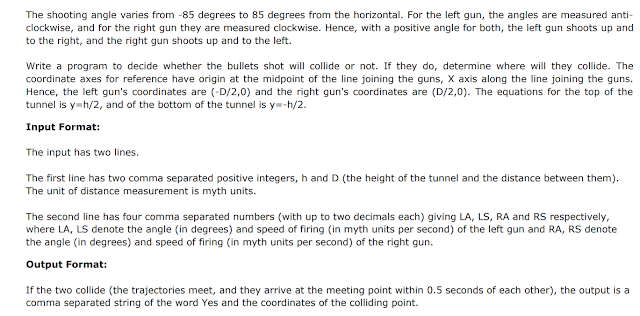 The shooting angle varies from -85 degrees to 85 degrees from the horizontal. For the left gun, the angles are measured anti-
clockwise, and for the right gun they are measured clockwise. Hence, with a positive angle for both, the left gun shoots up and
to the right, and the right gun shoots up and to the left.
Write a program to decide whether the bullets shot will collide or not. If they do, determine where will they collide. The
coordinate axes for reference have origin at the midpoint of the line joining the guns, X axis along the line joining the guns.
Hence, the left gun's coordinates are (-D/2,0) and the right gun's coordinates are (D/2,0). The equations for the top of the
tunnel is y=h/2, and of the bottom of the tunnel is y=-h/2.
Input Format:
The input has two lines.
The first line has two comma separated positive integers, h and D (the height of the tunnel and the distance between them).
The unit of distance measurement is myth units.
The second line has four comma separated numbers (with up to two decimals each) giving LA, LS, RA and RS respectively,
where LA, LS denote the angle (in degrees) and speed of firing (in myth units per second) of the left gun and RA, RS denote
the angle (in degrees) and speed of firing (in myth units per second) of the right gun.
Output Format:
If the two collide (the trajectories meet, and they arrive at the meeting point within 0.5 seconds of each other), the output is a
comma separated string of the word Yes and the coordinates of the colliding point.